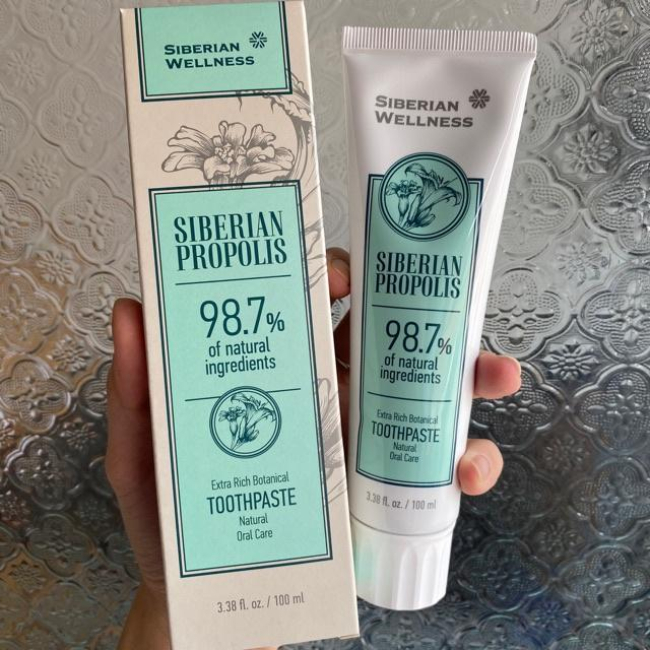 SIBERIAN
WELLNESS
SIBERIAN
PROPOLIS
98.7%
of natural
ingredients
Extra Rich Botanical
TOOTHPASTE
Natural
Oral Care
3.38 fl. oz. / 100 ml
SIBERIAN
WELLNESS
SIBERIAN
PROPOLIS
98.7%
of natural
ingredients
Extra Rich Botanical
TOOTHPASTE
Natural
Oral Care
3.38 fl. oz. / 100 ml